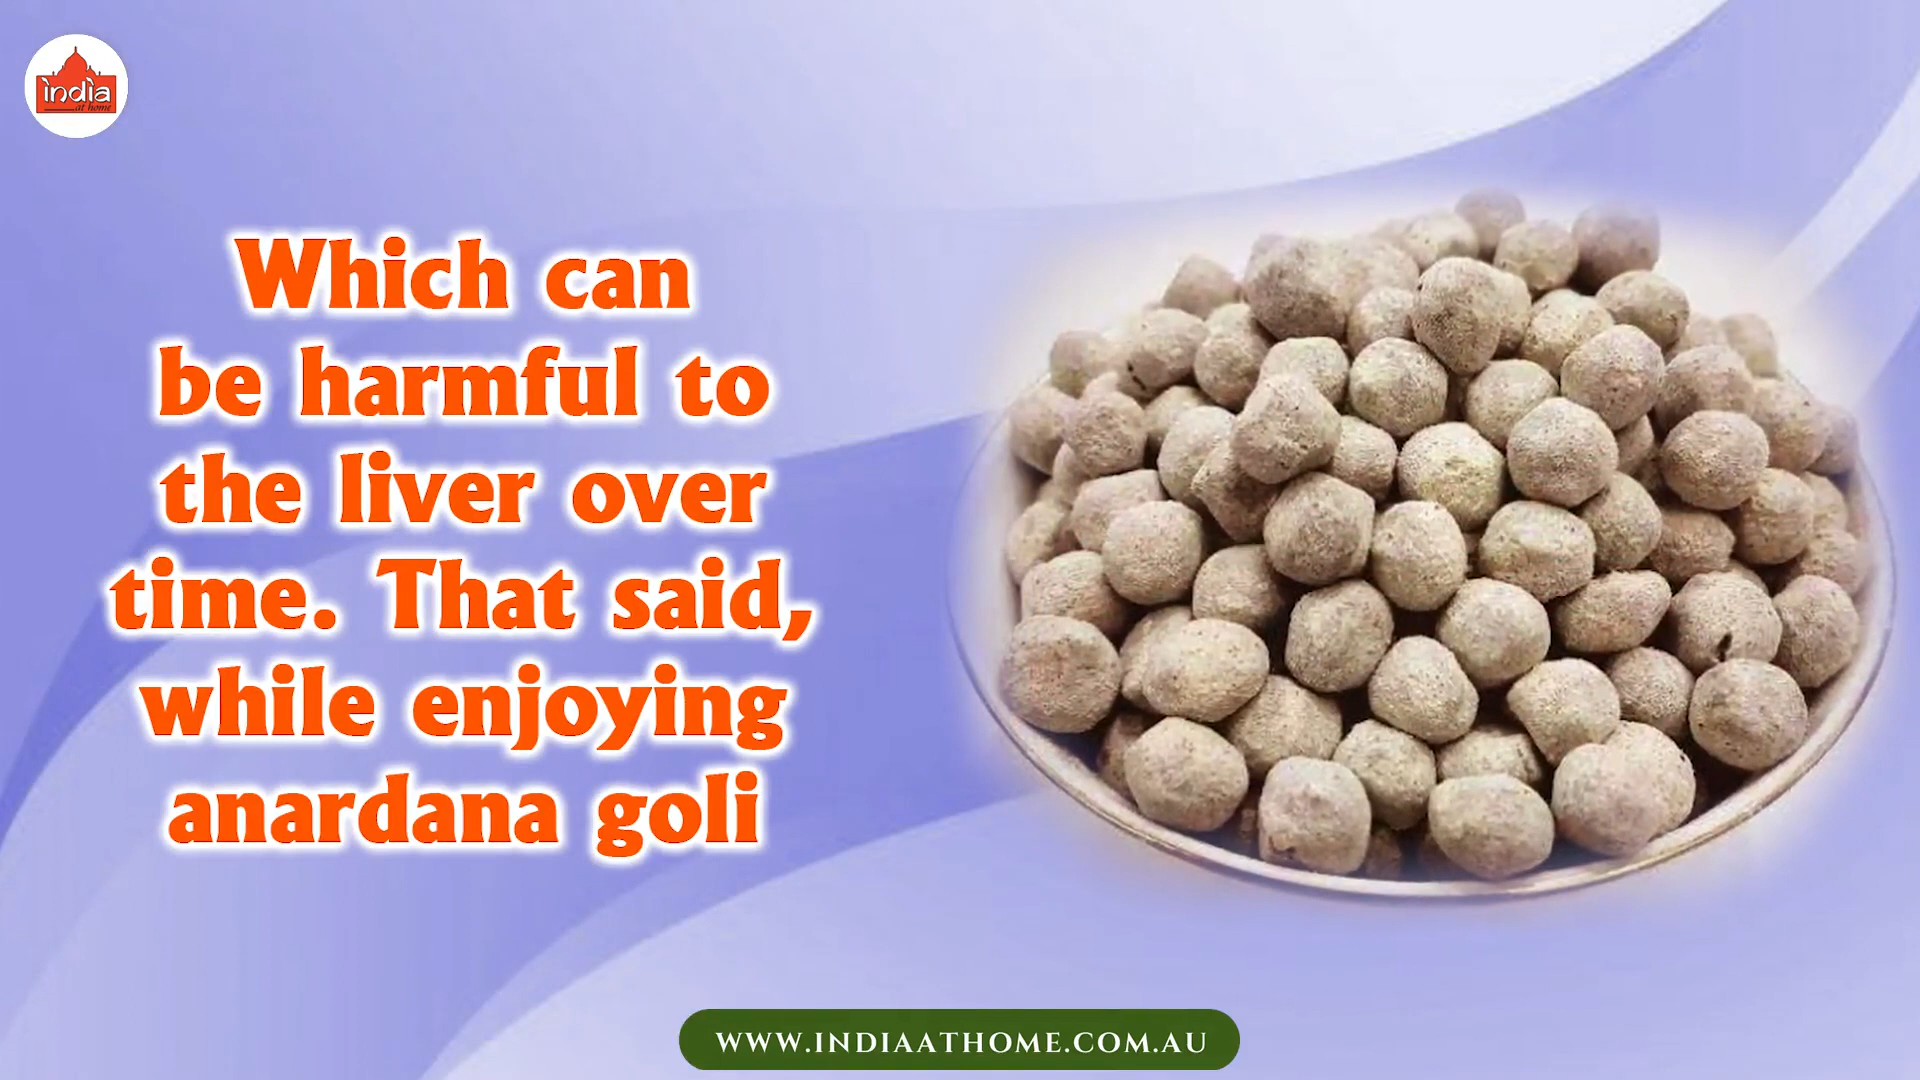 india
at home
Which can
be harmful to
the liver over
time. That said,
while enjoying
anardana goli
WWW.INDIAATHOME.COM.AU